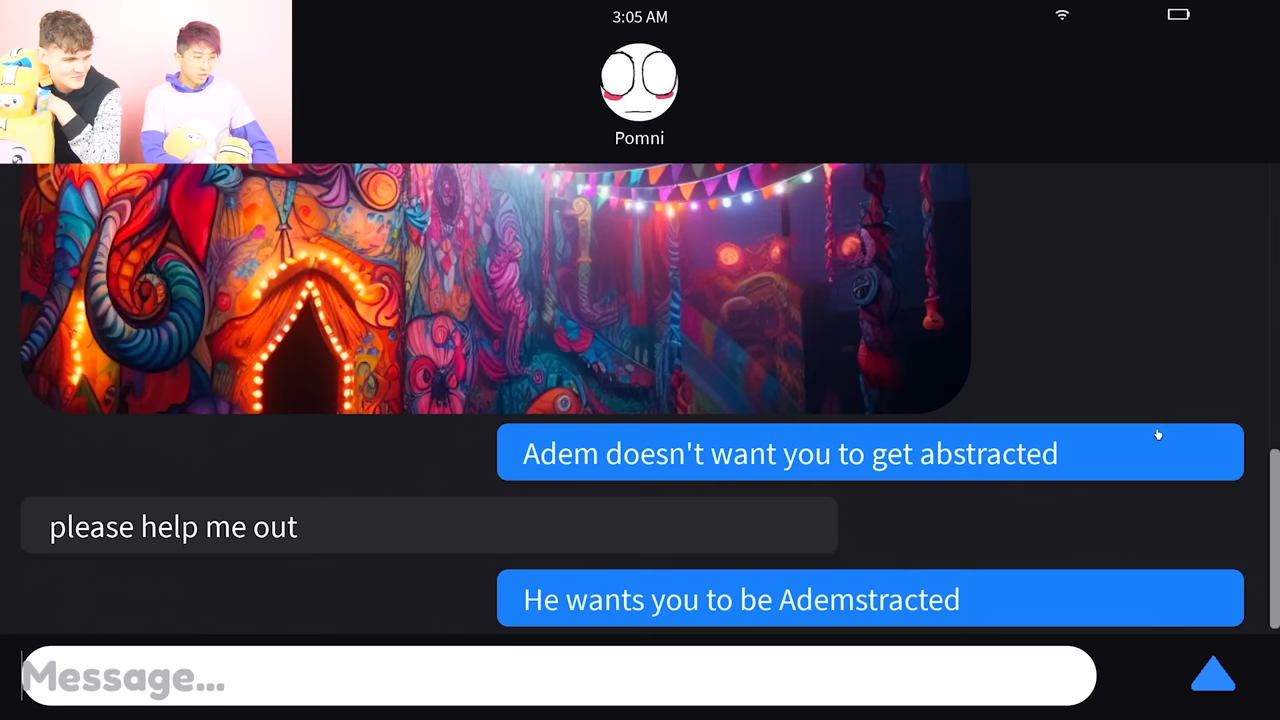 3:05 AM
Pomni
Adem doesn't want you to get abstracted
please help me out
He wants you to be Ademstracted
Message...